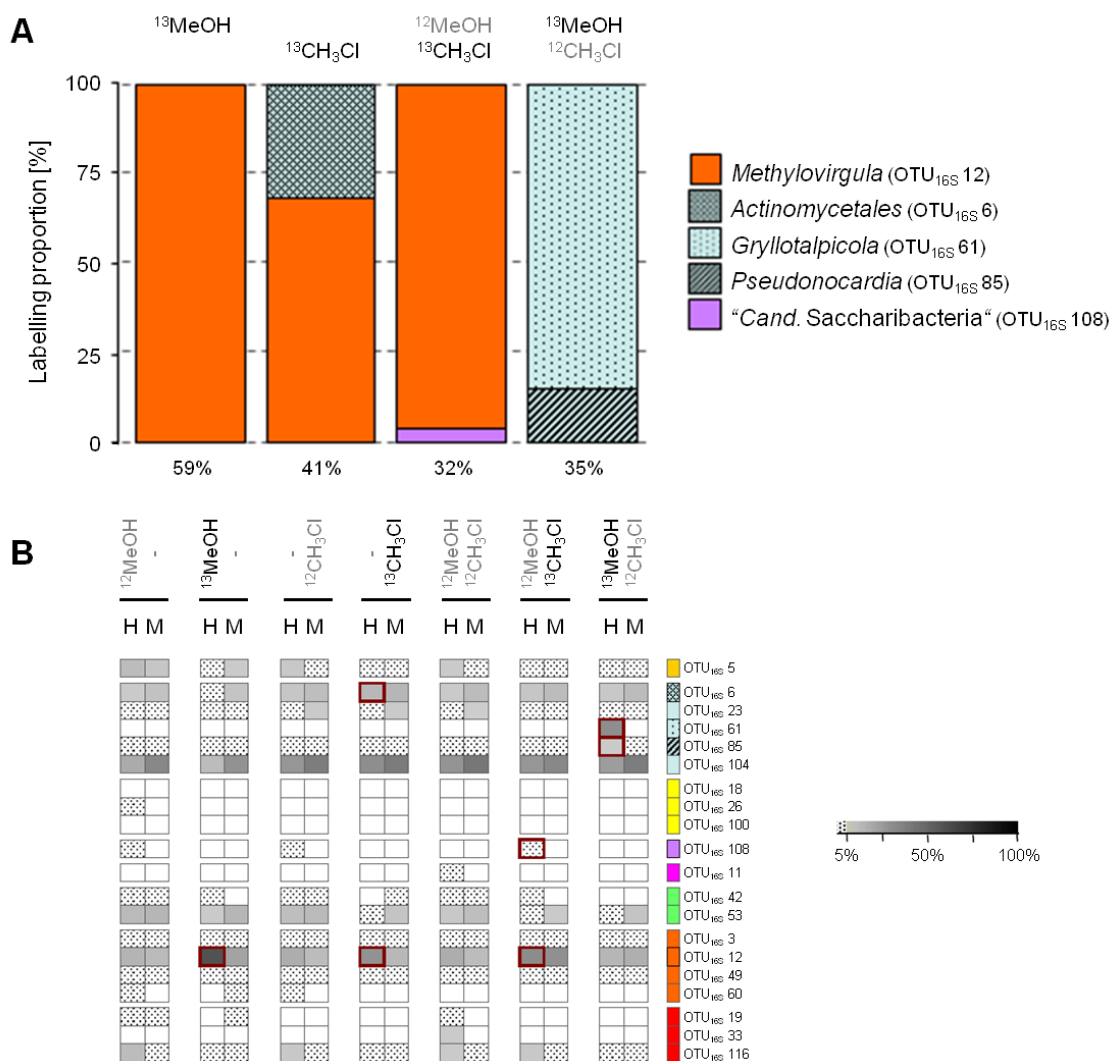 A
¹³MeOH
¹³CH₃Cl
¹²MeOH
¹³CH₃Cl
¹³MeOH
¹²CH₃Cl
Labelling proportion [%]
100
75
50
25
0
59% 41% 32% 35%
Methylovirgula (OTU₁₆S 12)
Actinomycetales (OTU₁₆S 6)
Gryllotalpicola (OTU₁₆S 61)
Pseudonocardia (OTU₁₆S 85)
"Cand. Saccharibacteria" (OTU₁₆S 108)
B
¹²MeOH
-
¹³MeOH
-
-
¹²CH₃Cl
-
¹³CH₃Cl
¹²MeOH
¹²CH₃Cl
¹²MeOH
¹³CH₃Cl
¹³MeOH
¹²CH₃Cl
H M H M H M H M H M H M H M
OTU₁₆S 5
OTU₁₆S 6
OTU₁₆S 23
OTU₁₆S 61
OTU₁₆S 85
OTU₁₆S 104
OTU₁₆S 18
OTU₁₆S 26
OTU₁₆S 100
OTU₁₆S 108
OTU₁₆S 11
OTU₁₆S 42
OTU₁₆S 53
OTU₁₆S 3
OTU₁₆S 12
OTU₁₆S 49
OTU₁₆S 60
OTU₁₆S 19
OTU₁₆S 33
OTU₁₆S 116
5% 50% 100%